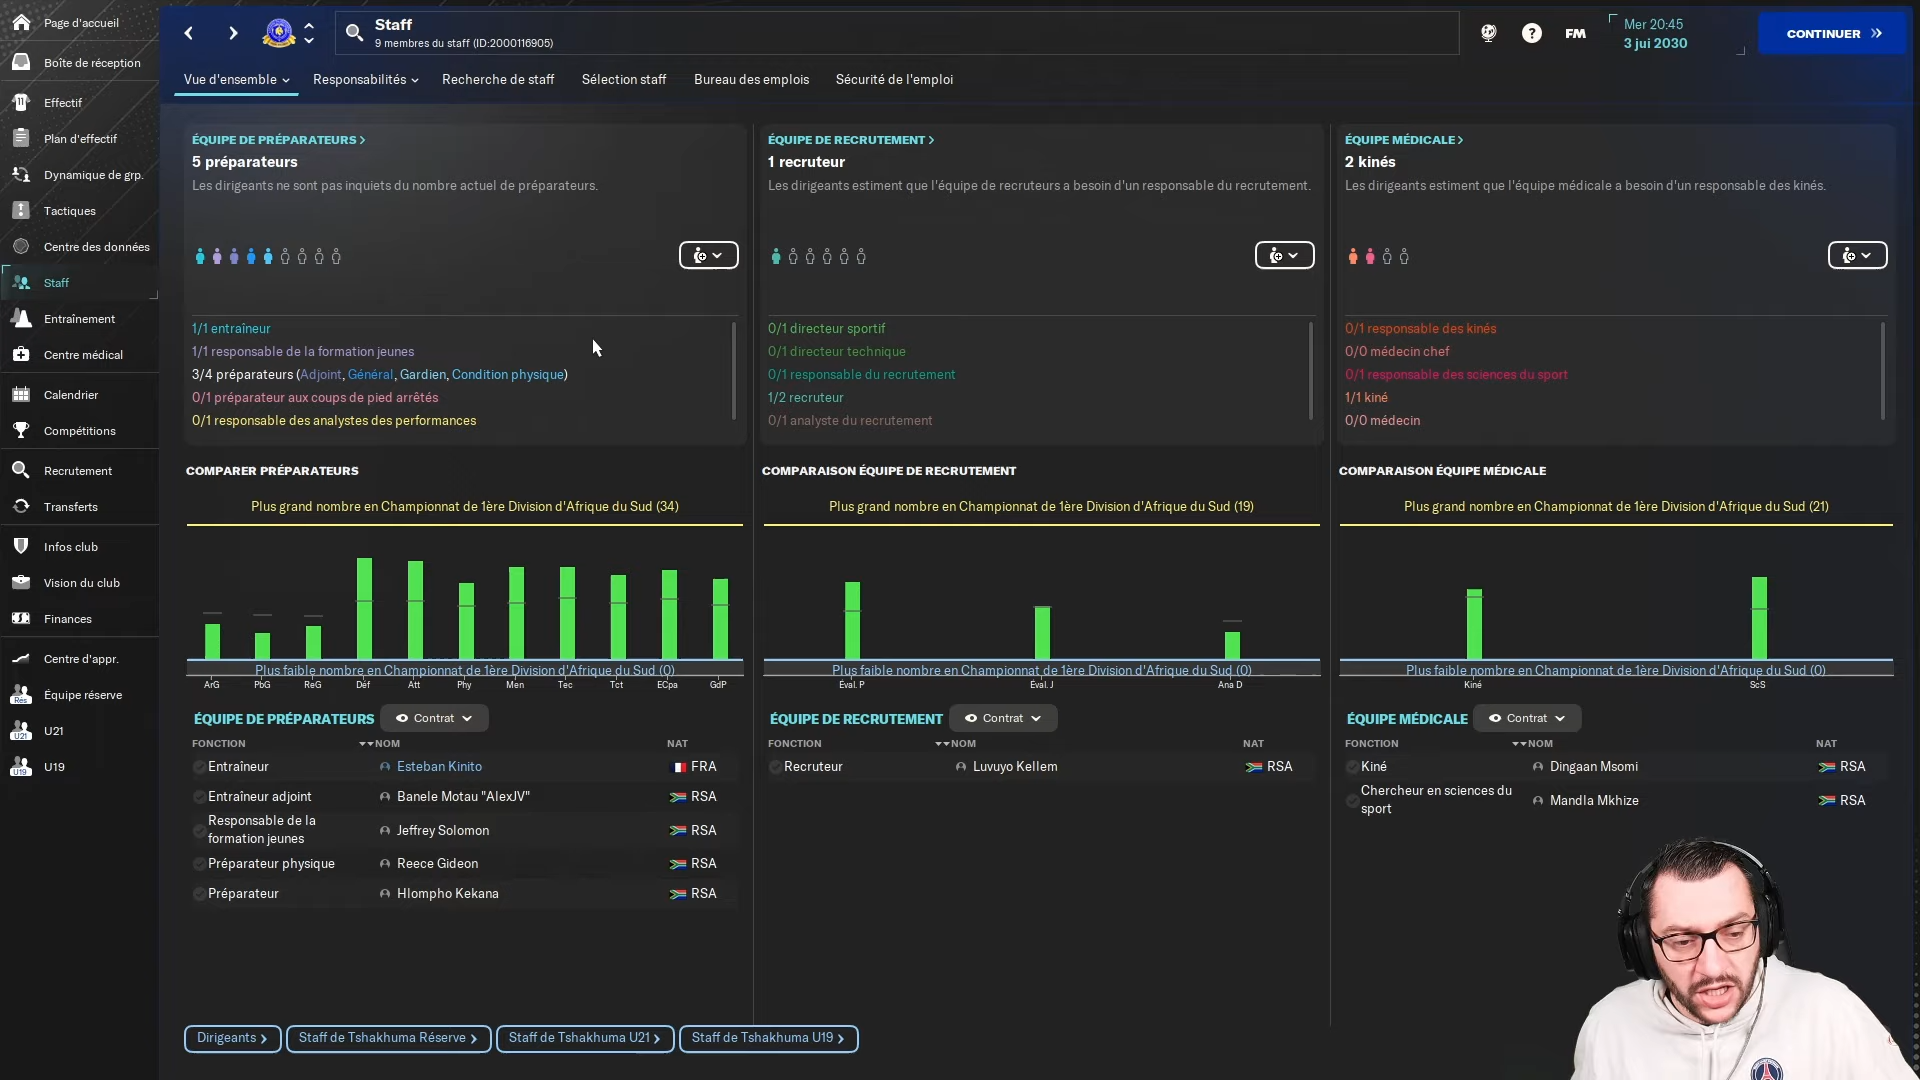 Page d'accueil
Boîte de réception
Effectif
Plan d'effectif
Dynamique de grp.
Tactiques
Centre des données
Staff
Entraînement
Centre médical
Calendrier
Compétitions
Recrutement
Transferts
Infos club
Vision du club
Finances
Centre d'appr.
Rés
Équipe réserve
U21
U21
U19
U19
Staff
9 membres du staff (ID:2000116905)
?
FM
Mer 20:45
3 jui 2030
CONTINUER
Vue d'ensemble
Responsabilités
Recherche de staff
Sélection staff
Bureau des emplois
Sécurité de l'emploi
ÉQUIPE DE PRÉPARATEURS
5 préparateurs
Les dirigeants ne sont pas inquiets du nombre actuel de préparateurs.
1/1 entraîneur
1/1 responsable de la formation jeunes
3/4 préparateurs (Adjoint, Général, Gardien, Condition physique)
0/1 préparateur aux coups de pied arrêtés
0/1 responsable des analystes des performances
ÉQUIPE DE RECRUTEMENT
1 recruteur
Les dirigeants estiment que l'équipe de recruteurs a besoin d'un responsable du recrutement.
0/1 directeur sportif
0/1 directeur technique
0/1 responsable du recrutement
1/2 recruteur
0/1 analyste du recrutement
ÉQUIPE MÉDICALE
2 kinés
Les dirigeants estiment que l'équipe médicale a besoin d'un responsable des kinés.
0/1 responsable des kinés
0/0 médecin chef
0/1 responsable des sciences du sport
1/1 kiné
0/0 médecin
COMPARER PRÉPARATEURS
Plus grand nombre en Championnat de 1ère Division d'Afrique du Sud (34)
Plus faible nombre en Championnat de 1ère Division d'Afrique du Sud (0)
ArG PbG ReG Déf Att Phy Men Tec Tct ECpa GdP
COMPARAISON ÉQUIPE DE RECRUTEMENT
Plus grand nombre en Championnat de 1ère Division d'Afrique du Sud (19)
Plus faible nombre en Championnat de 1ère Division d'Afrique du Sud (0)
Éval. P Éval. J Ana D
COMPARAISON ÉQUIPE MÉDICALE
Plus grand nombre en Championnat de 1ère Division d'Afrique du Sud (21)
Plus faible nombre en Championnat de 1ère Division d'Afrique du Sud (0)
Kiné ScS
ÉQUIPE DE PRÉPARATEURS Contrat
FONCTION NOM NAT
Entraîneur Esteban Kinito FRA
Entraîneur adjoint Banele Motau "AlexJV" RSA
Responsable de la
formation jeunes Jeffrey Solomon RSA
Préparateur physique Reece Gideon RSA
Préparateur Hlompho Kekana RSA
ÉQUIPE DE RECRUTEMENT Contrat
FONCTION NOM NAT
Recruteur Luvuyo Kellem RSA
ÉQUIPE MÉDICALE Contrat
FONCTION NOM NAT
Kiné Dingaan Msomi RSA
Chercheur en sciences du
sport Mandla Mkhize RSA
Dirigeants
Staff de Tshakhuma Réserve
Staff de Tshakhuma U21
Staff de Tshakhuma U19